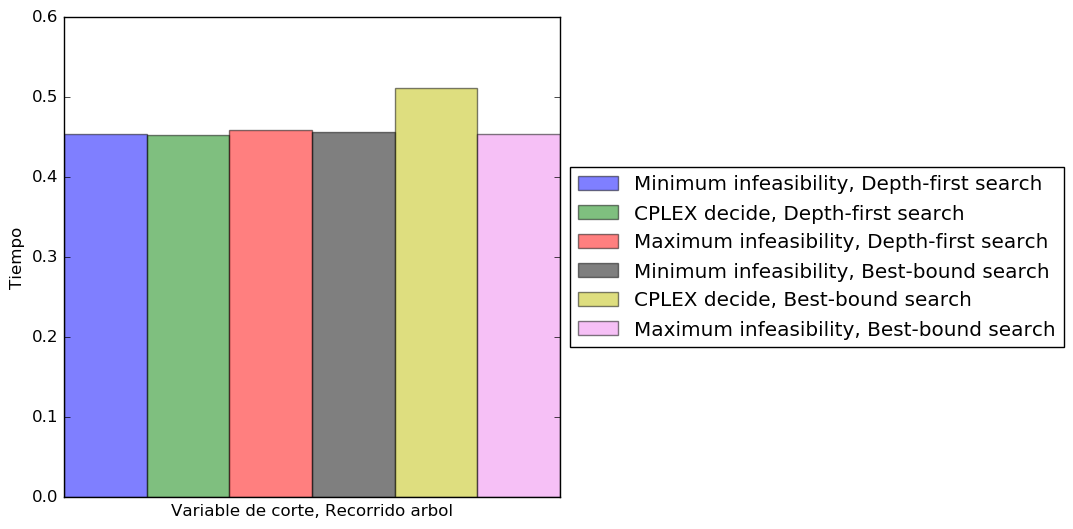 0.6
0.5
0.4
0.3
0.2
0.1
0.0
Tiempo
Variable de corte, Recorrido arbol
Minimum infeasibility, Depth-first search
CPLEX decide, Depth-first search
Maximum infeasibility, Depth-first search
Minimum infeasibility, Best-bound search
CPLEX decide, Best-bound search
Maximum infeasibility, Best-bound search